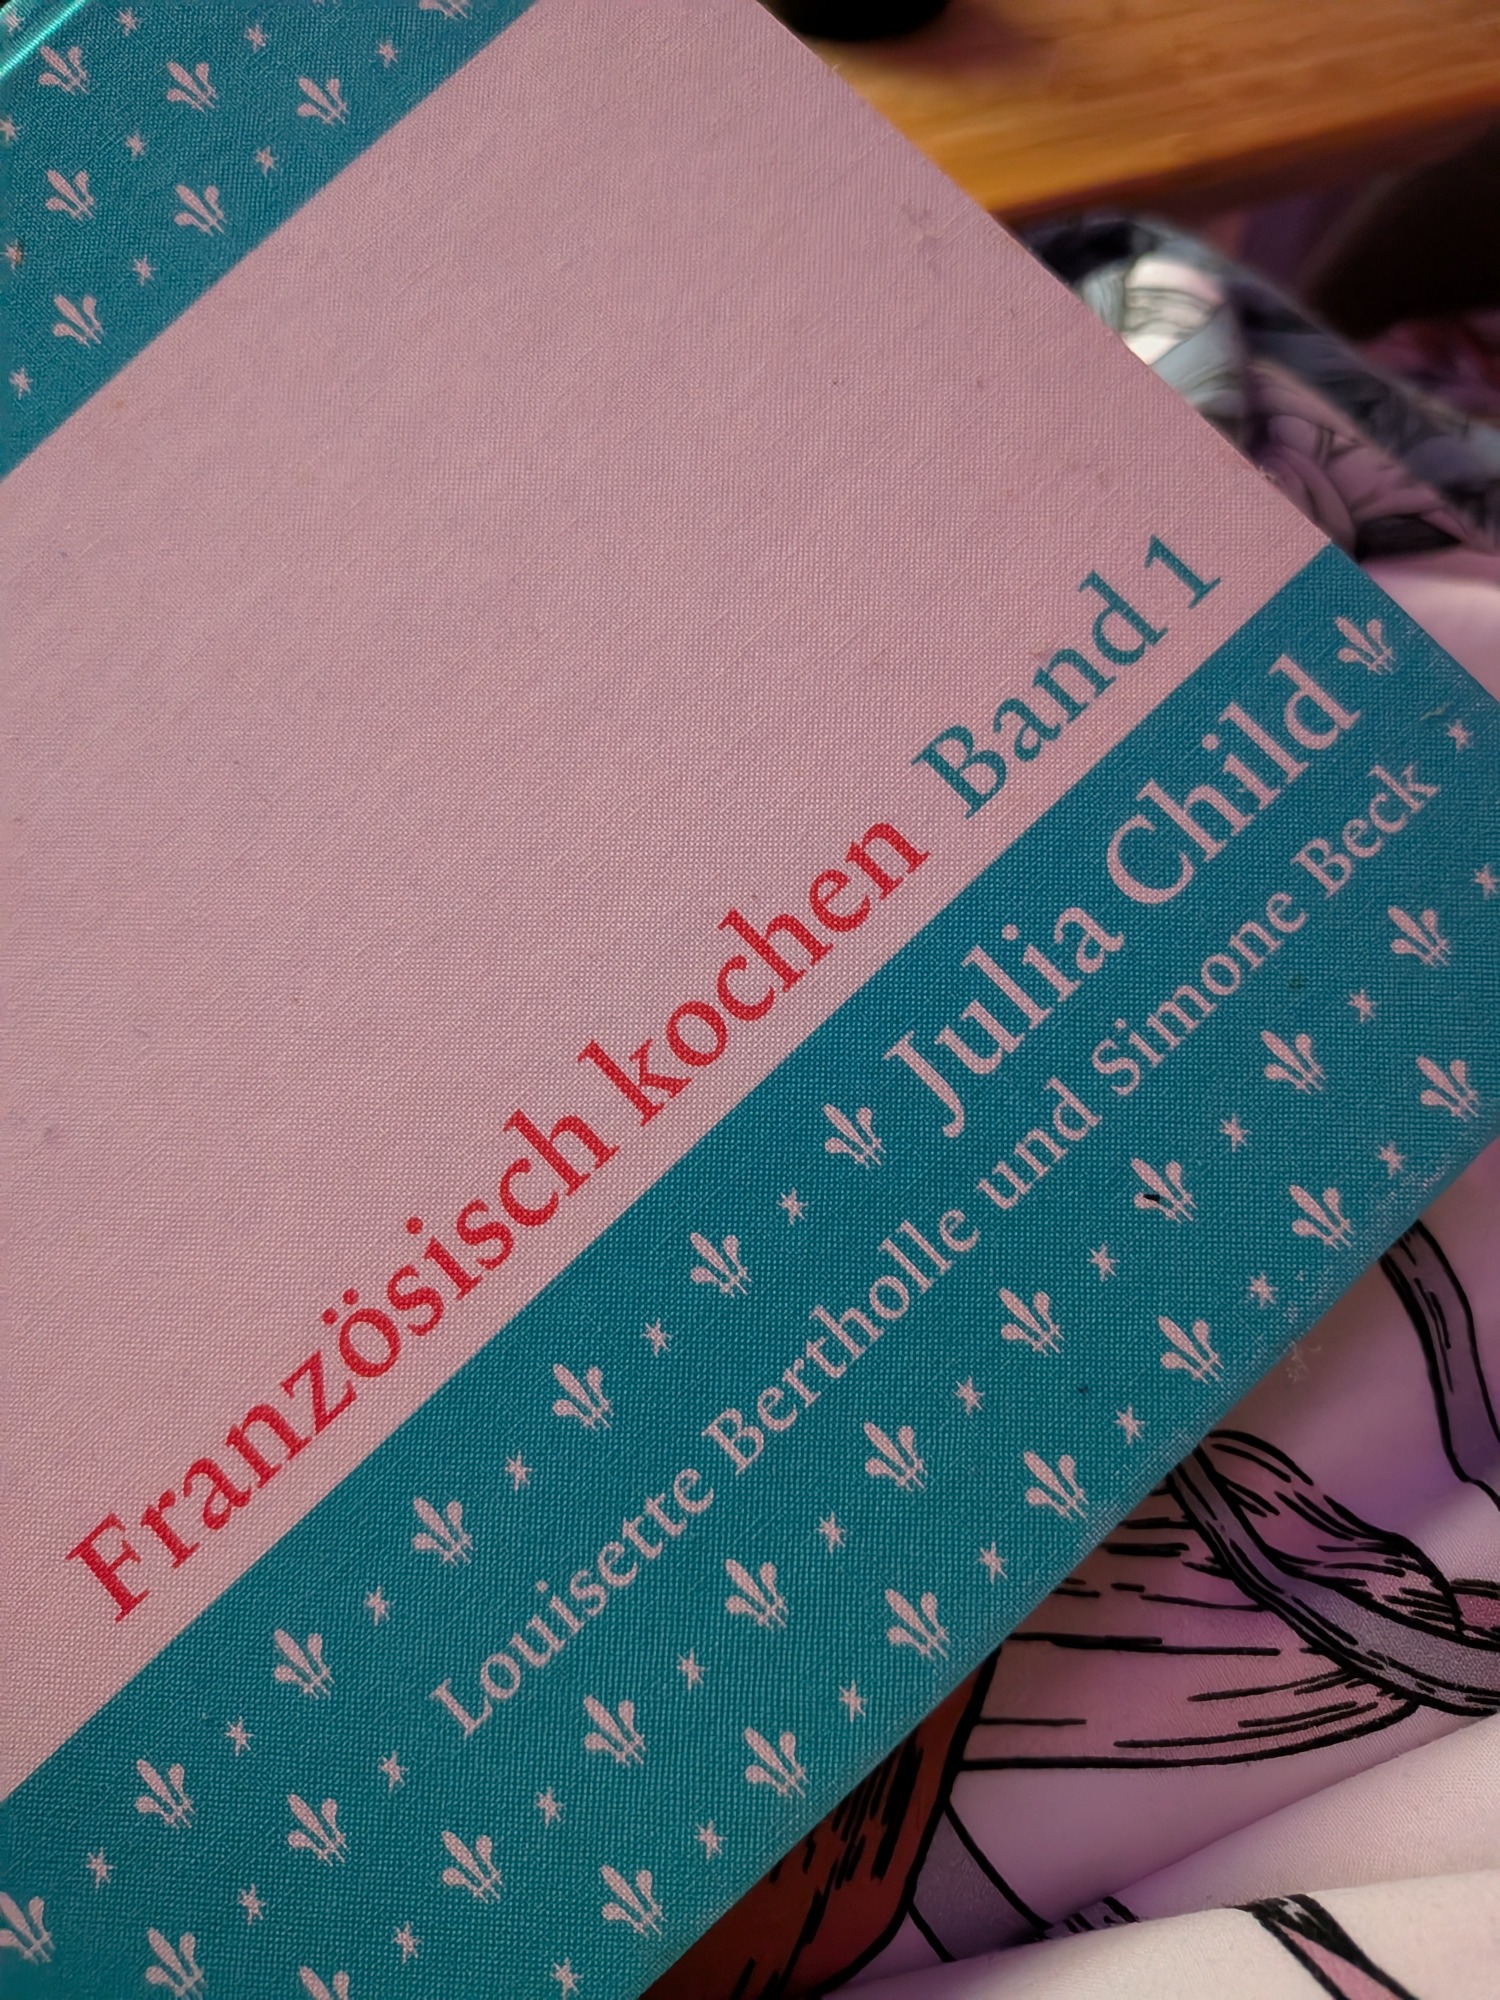 Französisch kochen Band 1
Julia Child
Louisette Bertholle und Simone Beck